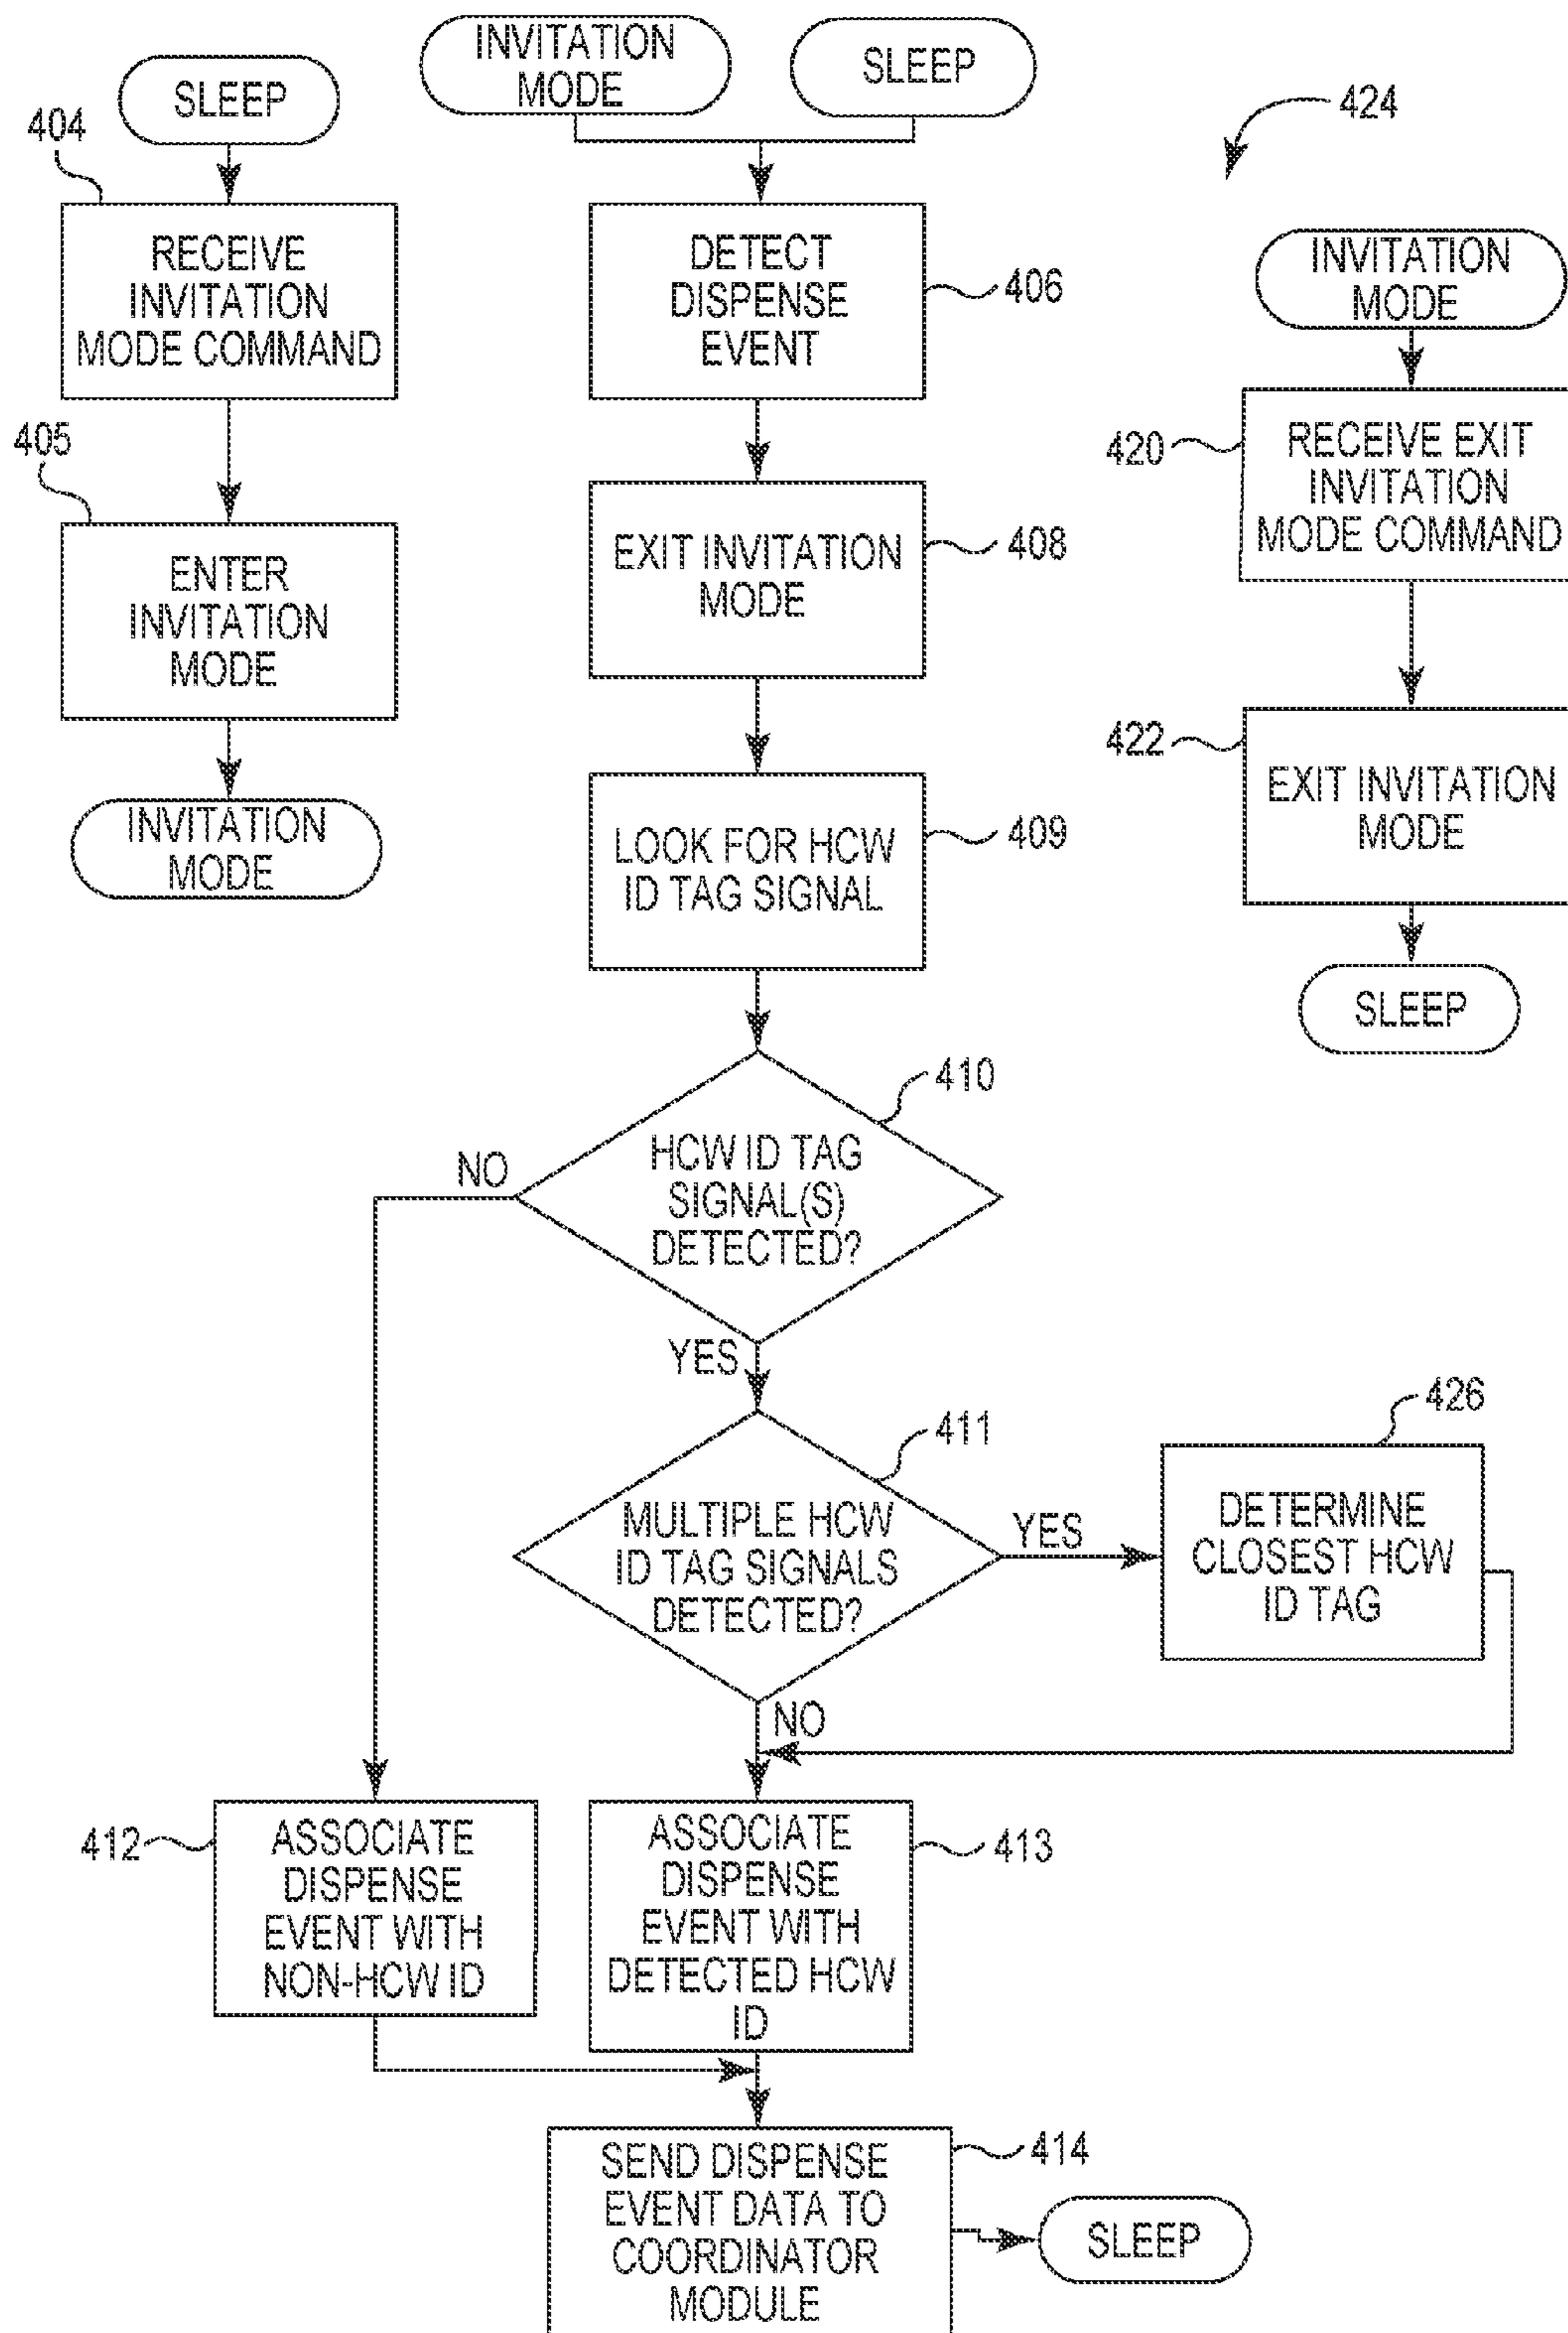 SLEEP
404
RECEIVE
INVITATION
MODE COMMAND
405
ENTER
INVITATION
MODE
INVITATION
MODE
INVITATION
MODE
SLEEP
DETECT
DISPENSE
EVENT
406
EXIT INVITATION
MODE
408
LOOK FOR HCW
ID TAG SIGNAL
409
HCW ID TAG
SIGNAL(S)
DETECTED?
410
NO
YES
MULTIPLE HCW
ID TAG SIGNALS
DETECTED?
411
YES
NO
DETERMINE
CLOSEST HCW
ID TAG
426
412
ASSOCIATE
DISPENSE
EVENT WITH
NON-HCW ID
ASSOCIATE
DISPENSE
EVENT WITH
DETECTED HCW
ID
413
SEND DISPENSE
EVENT DATA TO
COORDINATOR
MODULE
414
SLEEP
424
INVITATION
MODE
420
RECEIVE EXIT
INVITATION
MODE COMMAND
422
EXIT INVITATION
MODE
SLEEP